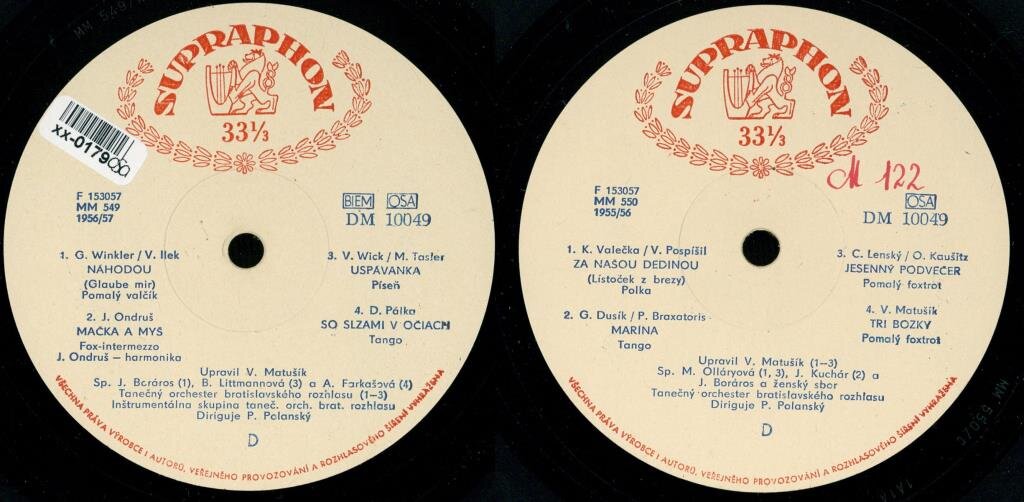 SUPRAPHON
33⅓
XX-0179
F 153057
MM 549
1956/57
BIEM OSA
DM 10049
1. G. Winkler / V. Ilek
NÁHODOU
(Glaube mir)
Pomalý valčík
2. J. Ondruš
MAČKA A MYŠ
Fox-intermezzo
J. Ondruš — harmonika
3. V. Wick / M. Tasler
USPÁVANKA
Píseň
4. D. Pálka
SO SLZAMI V OČIACH
Tango
Upravil V. Matušík
Sp. J. Boráros (1), B. Littmannová (3) a A. Farkašová (4)
Tanečný orchester bratislavského rozhlasu (1—3)
Inštrumentálna skupina taneč. orch. brat. rozhlasu
Diriguje P. Polanský
D
VŠECHNA PRÁVA VÝROBCE I AUTORŮ, VEŘEJNÉHO PROVOZOVÁNÍ A ROZHLASOVÉHO ŠÍŘENÍ VYHRAŽENA
SUPRAPHON
33⅓
M 122
F 153057
MM 550
1955/56
OSA
DM 10049
1. K. Valečka / V. Pospíšil
ZA NAŠOU DEDINOU
(Lístoček z brezy)
Polka
2. G. Dusík / P. Braxatoris
MARINA
Tango
3. C. Lenský / O. Kaušitz
JESENNÝ PODVEČER
Pomalý foxtrot
4. V. Matušík
TRI BOZKY
Pomalý foxtrot
Upravil V. Matušík (1—3)
Sp. M. Olláryová (1, 3), J. Kuchár (2) a
J. Boráros a ženský sbor
Tanečný orchester bratislavského rozhlasu
Diriguje P. Polanský
D
VŠECHNA PRÁVA VÝROBCE I AUTORŮ, VEŘEJNÉHO PROVOZOVÁNÍ A ROZHLASOVÉHO ŠÍŘENÍ VYHRAŽENA